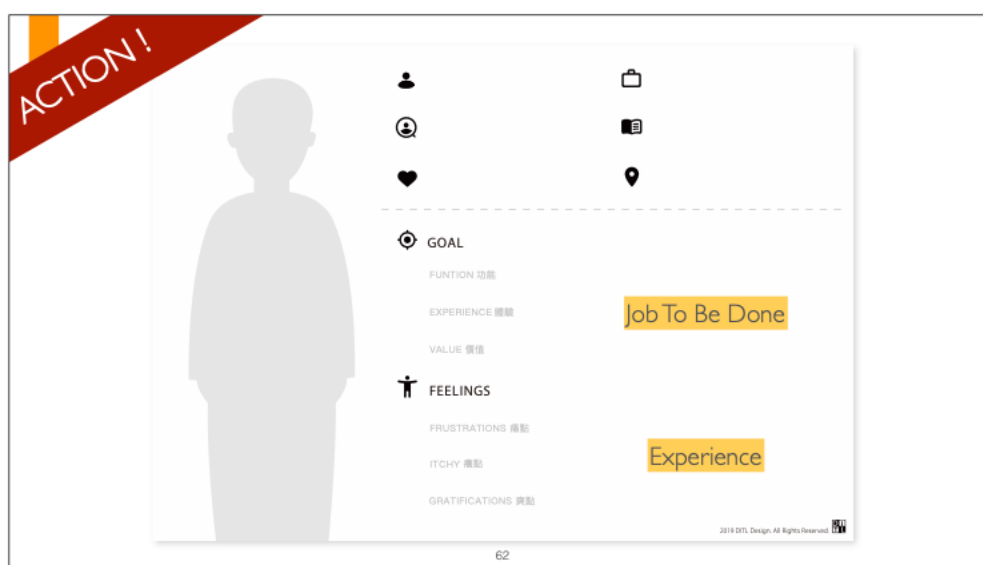 ACTION !
GOAL
FUNTION 功能
EXPERIENCE 體驗
Job To Be Done
VALUE 價值
FEELINGS
FRUSTRATIONS 痛點
ITCHY 癢點
Experience
GRATIFICATIONS 爽點
2019 DITL Design. All Rights Reserved.
62